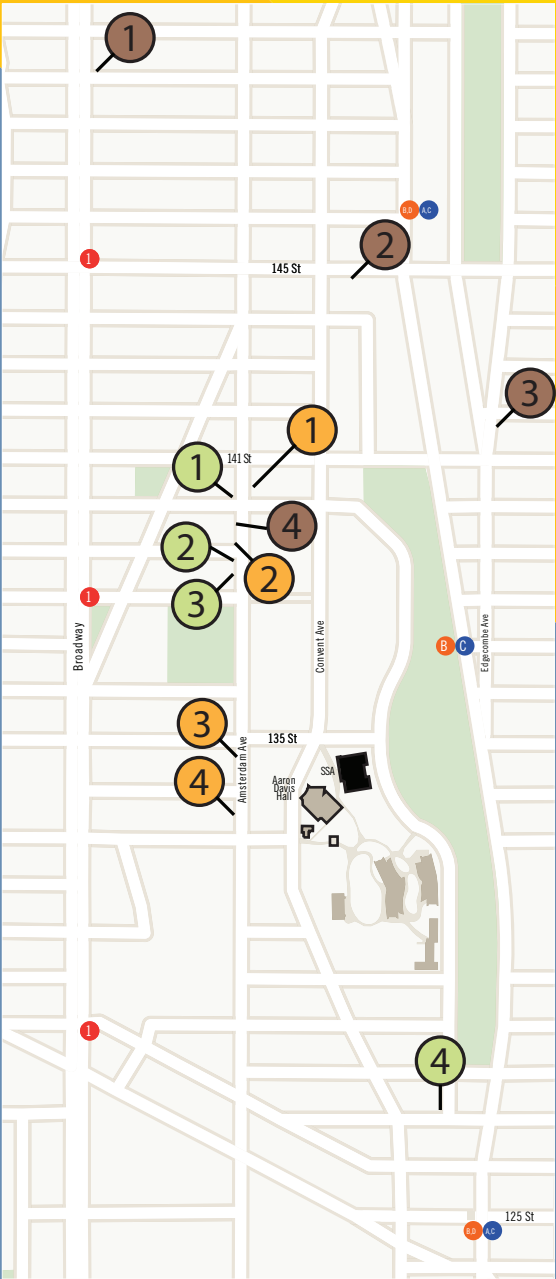 1
B,D
A,C
2
1
145 St
3
1
141 St
1
4
2
2
3
1
Broadway
Convent Ave
Edgecombe Ave
B
C
3
135 St
Amsterdam Ave
SSA
Aaron
Davis
Hall
4
1
4
125 St
B,D
A,C